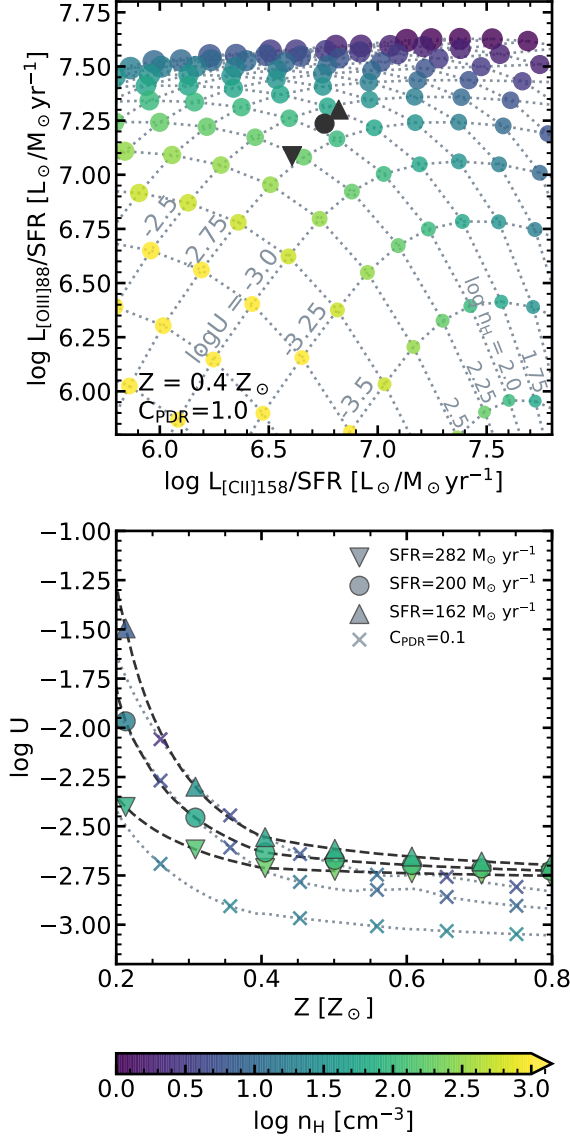 7.75
7.50
7.25
7.00
6.75
6.50
6.25
6.00
log L[OIII]88/SFR [L⊙/M⊙yr−1]
-2.5
-2.75
logU = -3.0
-3.25
-3.5
log nH = 2.0
1.75
2.25
2.5
Z = 0.4 Z⊙
CPDR=1.0
6.0 6.5 7.0 7.5
log L[CII]158/SFR [L⊙/M⊙yr−1]
−1.00
−1.25
−1.50
−1.75
−2.00
−2.25
−2.50
−2.75
−3.00
log U
SFR=282 M⊙ yr−1
SFR=200 M⊙ yr−1
SFR=162 M⊙ yr−1
CPDR=0.1
0.2 0.4 0.6 0.8
Z [Z⊙]
0.0 0.5 1.0 1.5 2.0 2.5 3.0
log nH [cm−3]